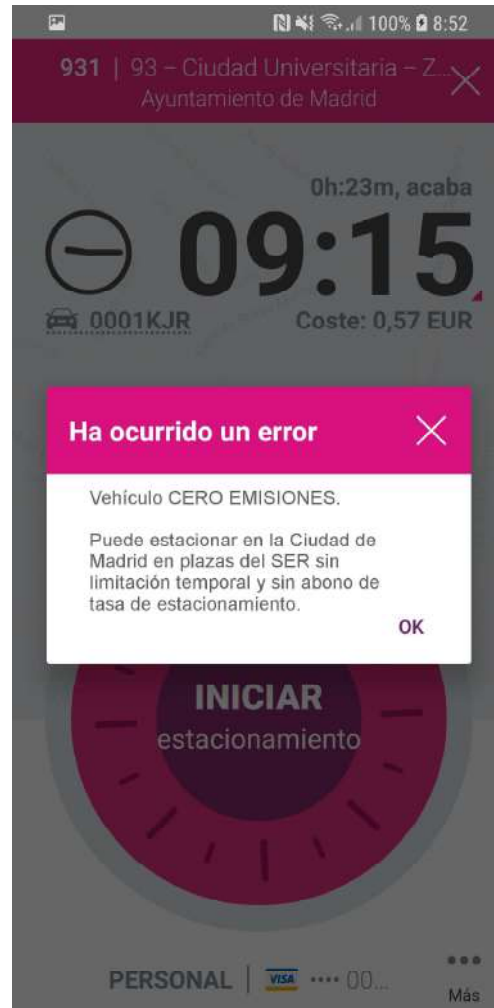 100% 8:52
931 | 93 – Ciudad Universitaria – Z...
Ayuntamiento de Madrid
0h:23m, acaba
09:15
0001KJR
Coste: 0,57 EUR
Ha ocurrido un error
Vehículo CERO EMISIONES.
Puede estacionar en la Ciudad de
Madrid en plazas del SER sin
limitación temporal y sin abono de
tasa de estacionamiento.
OK
INICIAR
estacionamiento
PERSONAL | VISA •••• 00...
Más